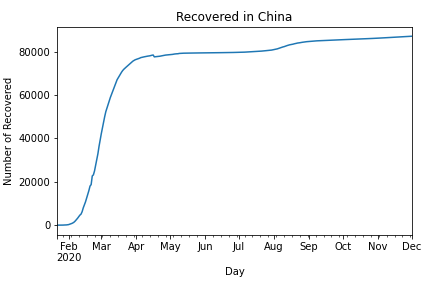 Recovered in China
Number of Recovered
80000
60000
40000
20000
0
Feb Mar Apr May Jun Jul Aug Sep Oct Nov Dec
2020
Day